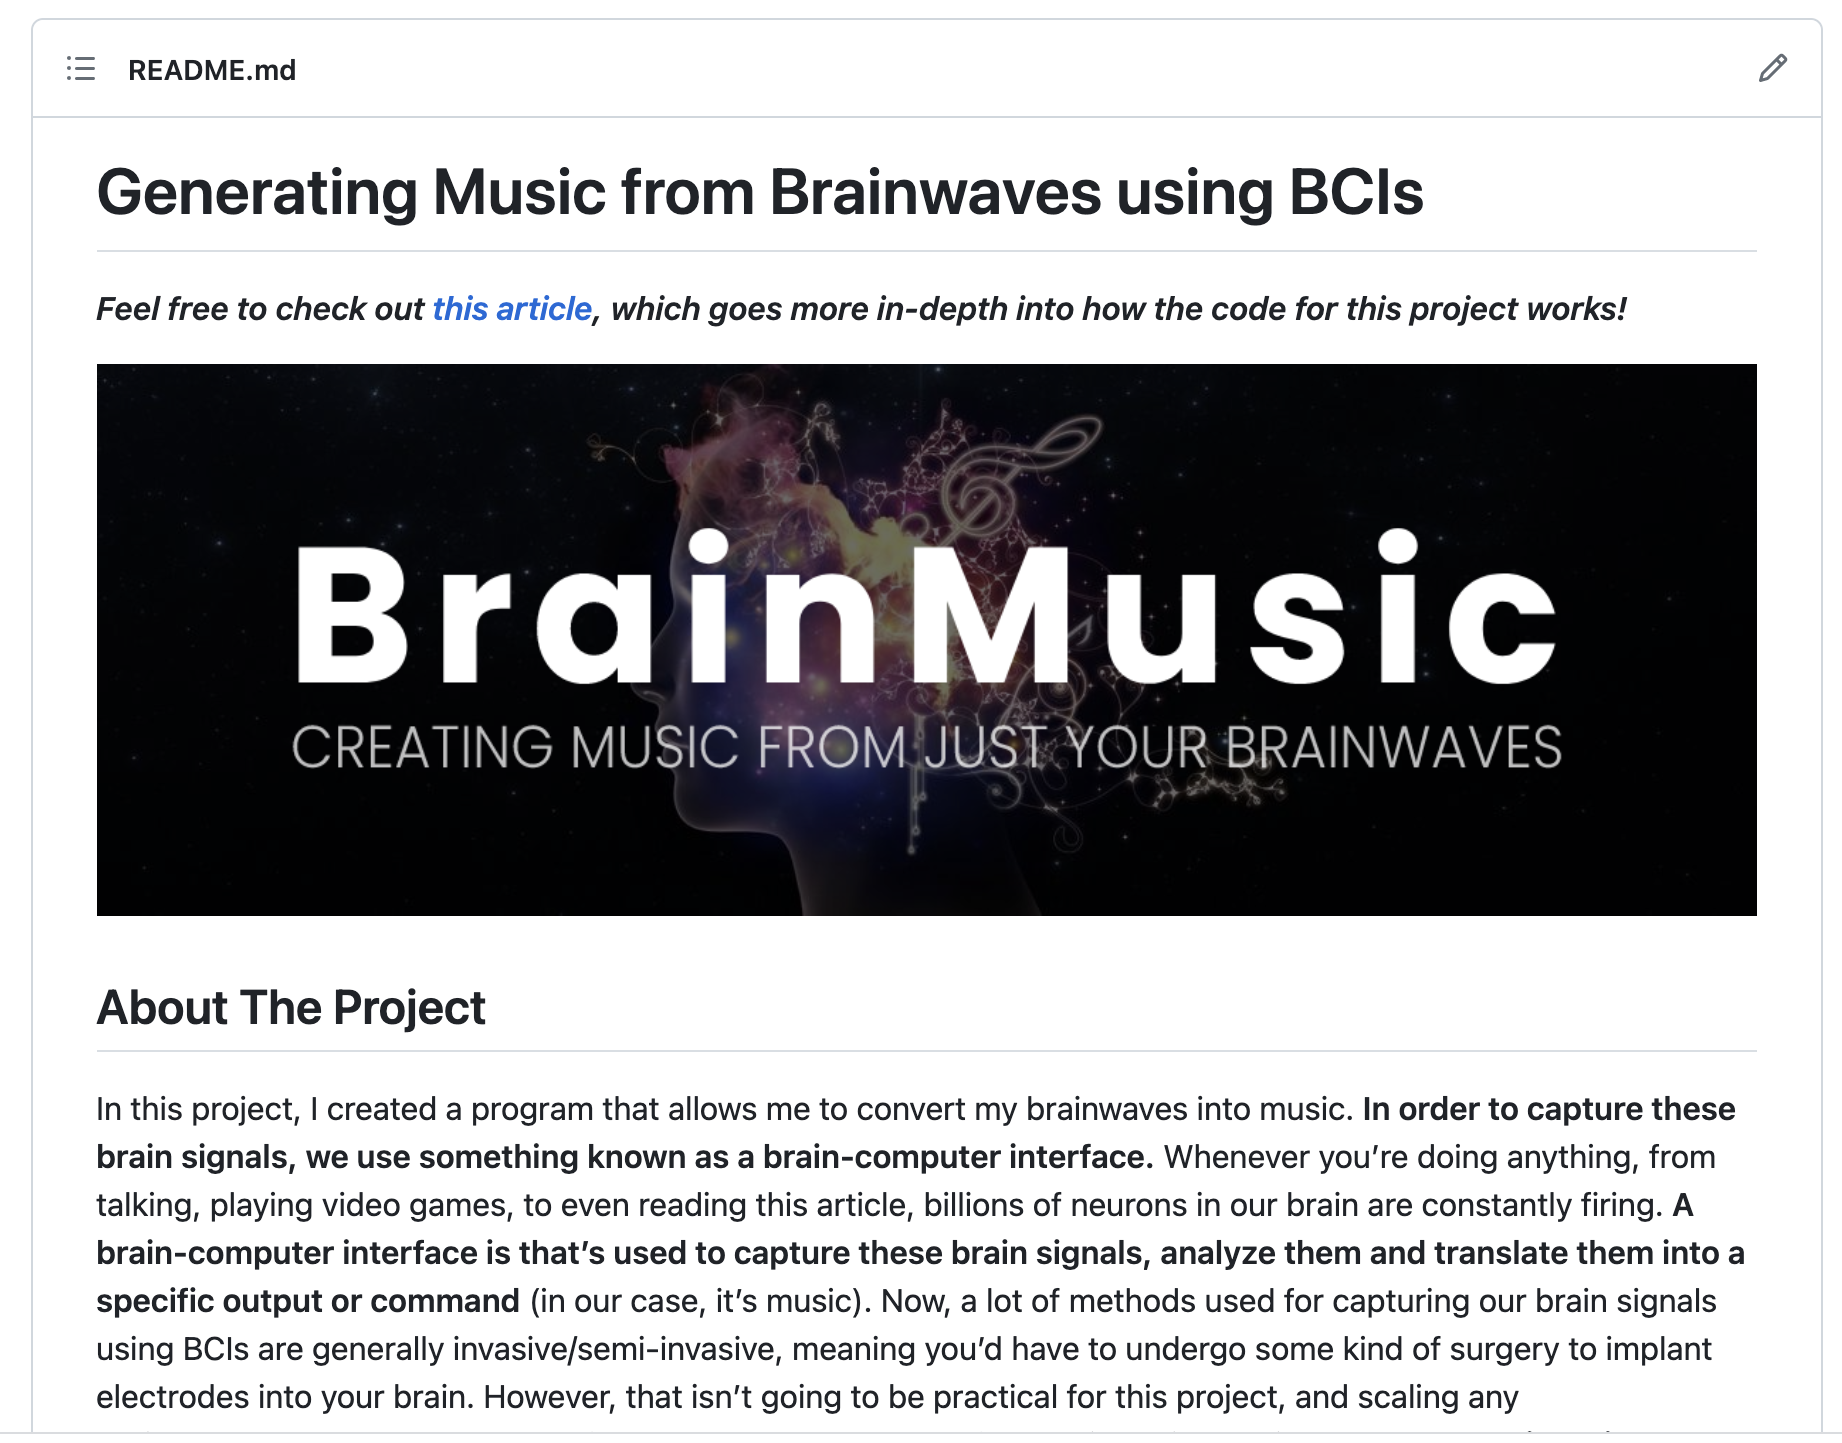 README.md
Generating Music from Brainwaves using BCIs
Feel free to check out this article, which goes more in-depth into how the code for this project works!
BrainMusic
CREATING MUSIC FROM JUST YOUR BRAINWAVES
About The Project
In this project, I created a program that allows me to convert my brainwaves into music. In order to capture these
brain signals, we use something known as a brain-computer interface. Whenever you’re doing anything, from
talking, playing video games, to even reading this article, billions of neurons in our brain are constantly firing. A
brain-computer interface is that’s used to capture these brain signals, analyze them and translate them into a
specific output or command (in our case, it’s music). Now, a lot of methods used for capturing our brain signals
using BCIs are generally invasive/semi-invasive, meaning you’d have to undergo some kind of surgery to implant
electrodes into your brain. However, that isn’t going to be practical for this project, and scaling any